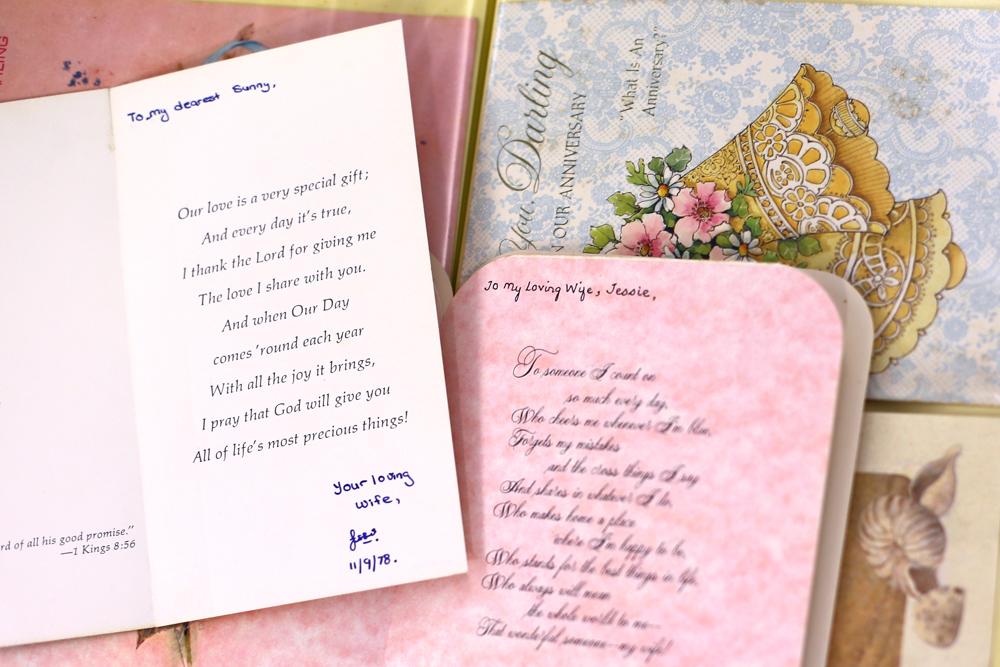 To my dearest Sunny,
Our love is a very special gift;
And every day it's true,
I thank the Lord for giving me
The love I share with you.
And when Our Day
comes 'round each year
With all the joy it brings,
I pray that God will give you
All of life's most precious things!
Your loving
wife,
11/9/78.
rd of all his good promise."
—1 Kings 8:56
You, Darling
N OUR ANNIVERSARY
"What Is An
Anniversary?"
To My Loving Wife, Jessie,
To someone I count on
so much every day,
Who cheers me whenever I'm blue,
Forgets my mistakes
and the cross things I say
And shares in whatever I do,
Who makes home a place
where I'm happy to be,
Who stands for the best things in life,
Who always will mean
the whole world to me—
That wonderful someone—my wife!